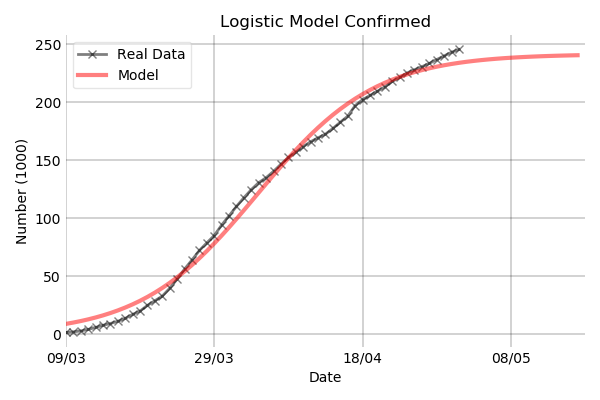 Logistic Model Confirmed
Real Data
Model
Number (1000)
250
200
150
100
50
0
09/03
29/03
18/04
08/05
Date